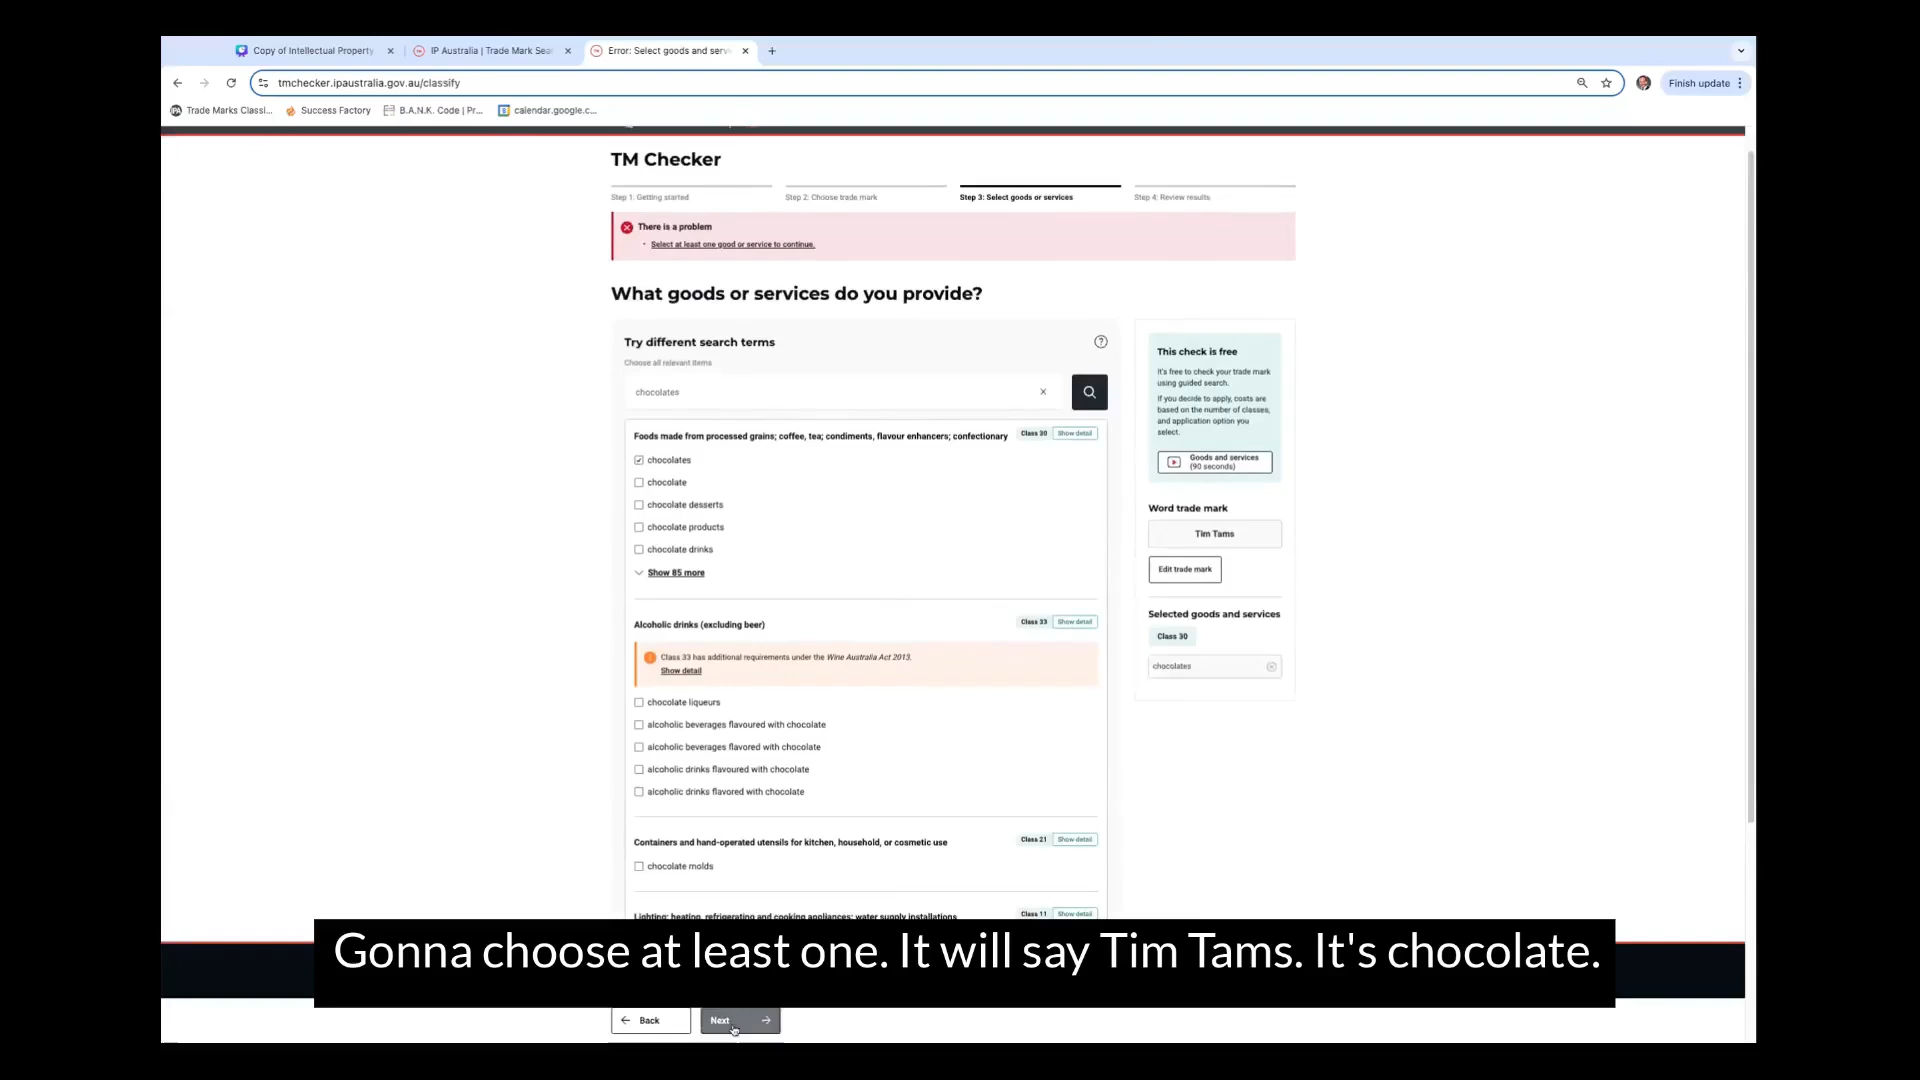 Copy of Intellectual Property
IP Australia | Trade Mark Sea
Error: Select goods and serv
tmchecker.ipaustralia.gov.au/classify
Finish update
Trade Marks Classi...
Success Factory
B.A.N.K. Code | Pr...
calendar.google.c...
TM Checker
Step 1: Getting started
Step 2: Choose trade mark
Step 3: Select goods or services
Step 4: Review results
There is a problem
Select at least one good or service to continue.
What goods or services do you provide?
Try different search terms
Choose all relevant items
chocolates
Foods made from processed grains; coffee, tea; condiments, flavour enhancers; confectionary
Class 30
Show detail
chocolates
chocolate
chocolate desserts
chocolate products
chocolate drinks
Show 85 more
Alcoholic drinks (excluding beer)
Class 33
Show detail
Class 33 has additional requirements under the Wine Australia Act 2013.
Show detail
chocolate liqueurs
alcoholic beverages flavoured with chocolate
alcoholic beverages flavored with chocolate
alcoholic drinks flavoured with chocolate
alcoholic drinks flavored with chocolate
Containers and hand-operated utensils for kitchen, household, or cosmetic use
Class 21
Show detail
chocolate molds
Lighting; heating, refrigerating and cooking appliances; water supply installations
Class 11
Show detail
This check is free
It's free to check your trade mark
using guided search.
If you decide to apply, costs are
based on the number of classes,
and application option you
select.
Goods and services
(90 seconds)
Word trade mark
Tim Tams
Edit trade mark
Selected goods and services
Class 30
chocolates
Gonna choose at least one. It will say Tim Tams. It's chocolate.
Back
Next